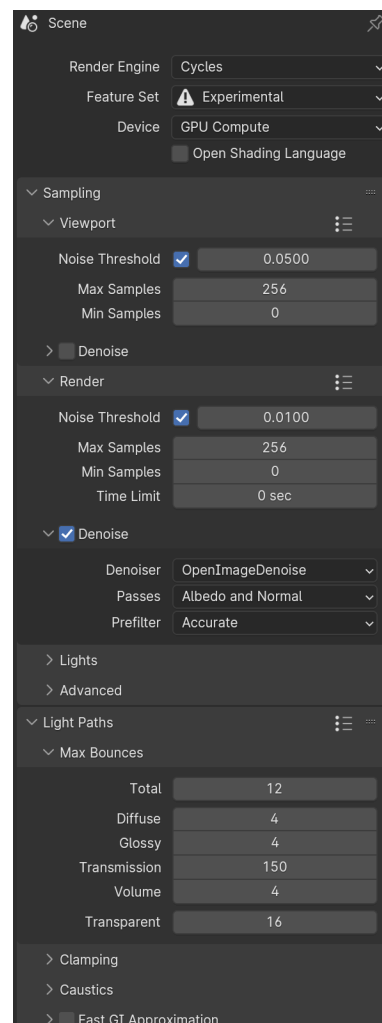 Scene
Render Engine Cycles
Feature Set Experimental
Device GPU Compute
Open Shading Language
Sampling
Viewport
Noise Threshold 0.0500
Max Samples 256
Min Samples 0
Denoise
Render
Noise Threshold 0.0100
Max Samples 256
Min Samples 0
Time Limit 0 sec
Denoise
Denoiser OpenImageDenoise
Passes Albedo and Normal
Prefilter Accurate
Lights
Advanced
Light Paths
Max Bounces
Total 12
Diffuse 4
Glossy 4
Transmission 150
Volume 4
Transparent 16
Clamping
Caustics
Fast GI Approximation